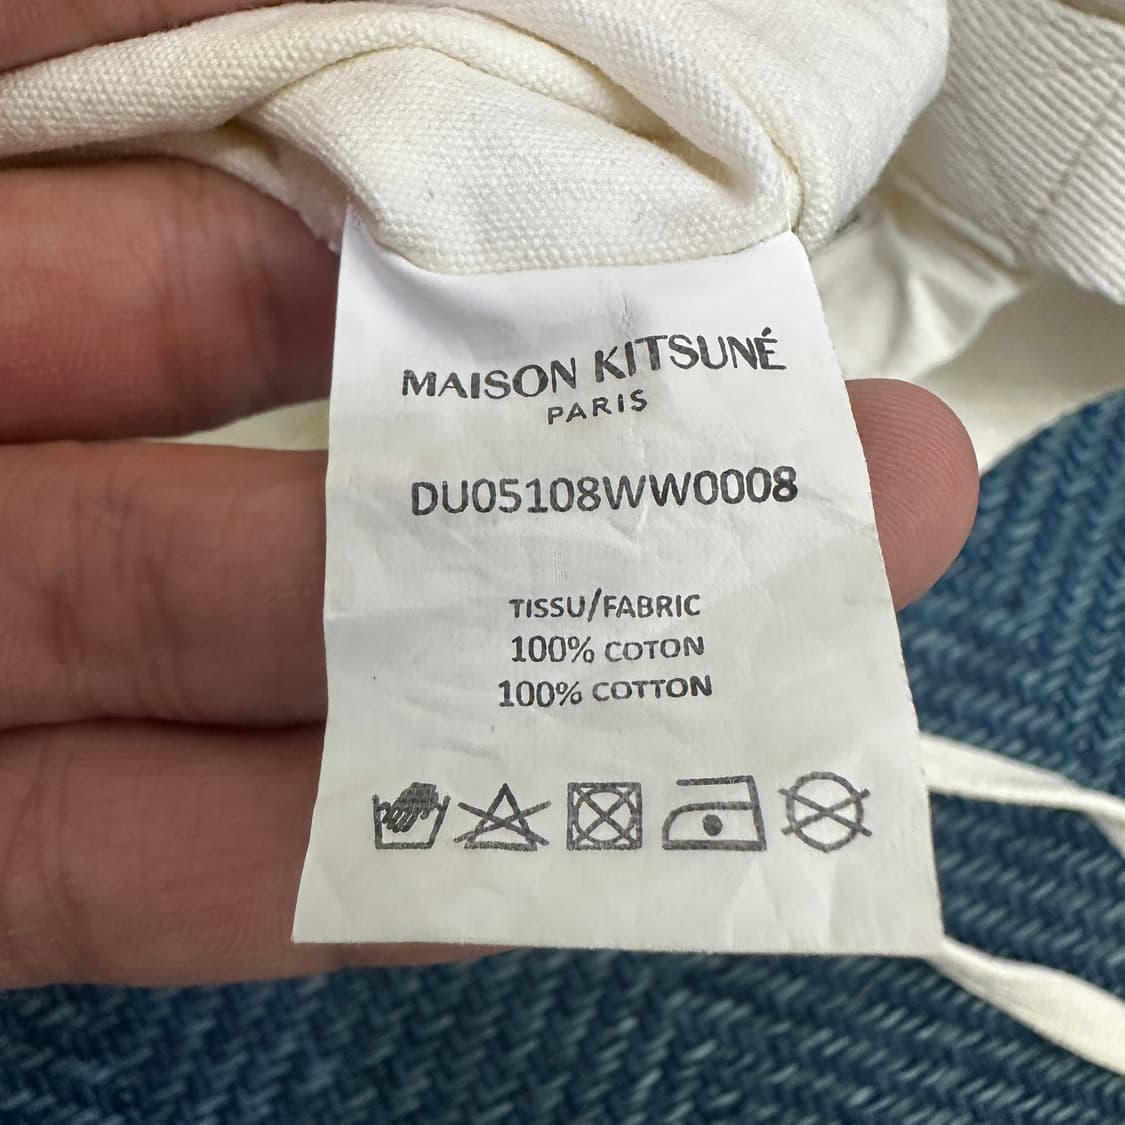 MAISON KITSUNÉ
PARIS
DU05108WW0008
TISSU/FABRIC
100% COTON
100% COTTON